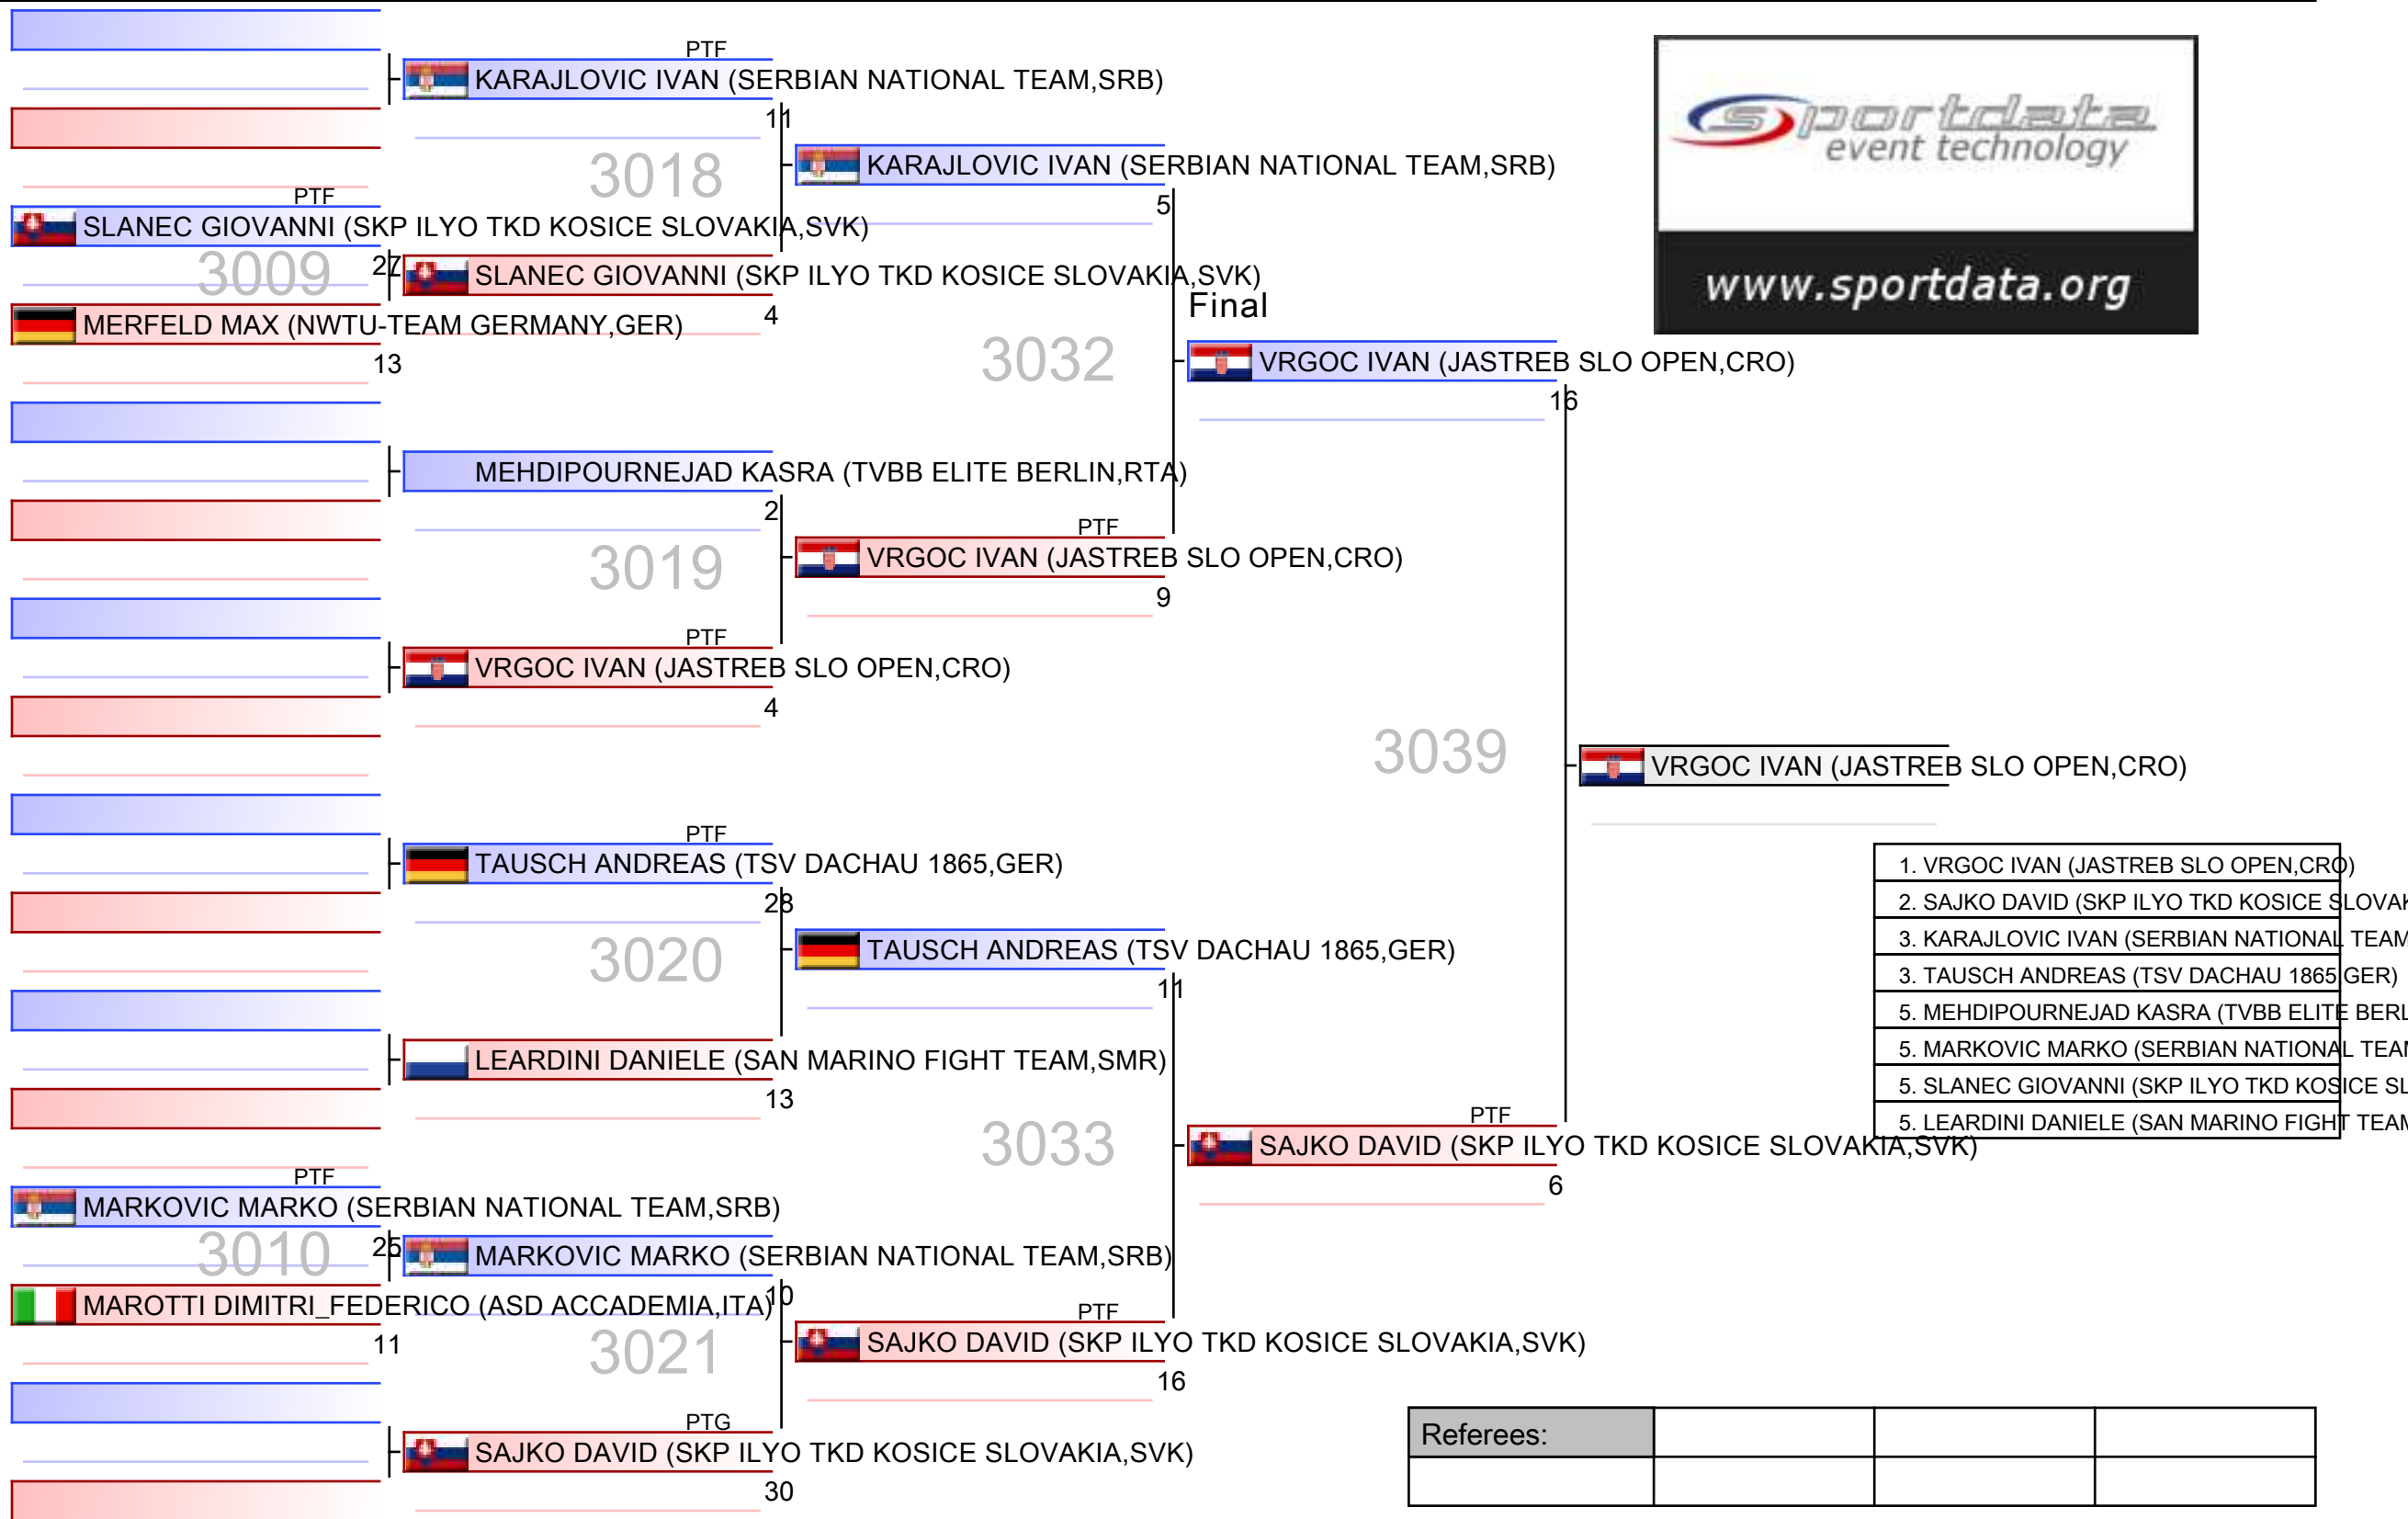 PTF
KARAJLOVIC IVAN (SERBIAN NATIONAL TEAM,SRB)
11
3018
KARAJLOVIC IVAN (SERBIAN NATIONAL TEAM,SRB)
5
PTF
SLANEC GIOVANNI (SKP ILYO TKD KOSICE SLOVAKIA,SVK)
27
3009
SLANEC GIOVANNI (SKP ILYO TKD KOSICE SLOVAKIA,SVK)
4
MERFELD MAX (NWTU-TEAM GERMANY,GER)
13
sportdata
event technology
www.sportdata.org
Final
3032
VRGOC IVAN (JASTREB SLO OPEN,CRO)
16
MEHDIPOURNEJAD KASRA (TVBB ELITE BERLIN,RTA)
2
3019
PTF
VRGOC IVAN (JASTREB SLO OPEN,CRO)
9
PTF
VRGOC IVAN (JASTREB SLO OPEN,CRO)
4
3039
VRGOC IVAN (JASTREB SLO OPEN,CRO)
PTF
TAUSCH ANDREAS (TSV DACHAU 1865,GER)
28
3020
TAUSCH ANDREAS (TSV DACHAU 1865,GER)
11
LEARDINI DANIELE (SAN MARINO FIGHT TEAM,SMR)
13
3033
PTF
SAJKO DAVID (SKP ILYO TKD KOSICE SLOVAKIA,SVK)
6
1. VRGOC IVAN (JASTREB SLO OPEN,CRO)
2. SAJKO DAVID (SKP ILYO TKD KOSICE SLOVAK
3. KARAJLOVIC IVAN (SERBIAN NATIONAL TEAM
3. TAUSCH ANDREAS (TSV DACHAU 1865,GER)
5. MEHDIPOURNEJAD KASRA (TVBB ELITE BERL
5. MARKOVIC MARKO (SERBIAN NATIONAL TEAM
5. SLANEC GIOVANNI (SKP ILYO TKD KOSICE SL
5. LEARDINI DANIELE (SAN MARINO FIGHT TEAM
PTF
MARKOVIC MARKO (SERBIAN NATIONAL TEAM,SRB)
25
3010
MARKOVIC MARKO (SERBIAN NATIONAL TEAM,SRB)
10
MAROTTI DIMITRI_FEDERICO (ASD ACCADEMIA,ITA)
11
3021
PTF
SAJKO DAVID (SKP ILYO TKD KOSICE SLOVAKIA,SVK)
16
PTG
SAJKO DAVID (SKP ILYO TKD KOSICE SLOVAKIA,SVK)
30
Referees: